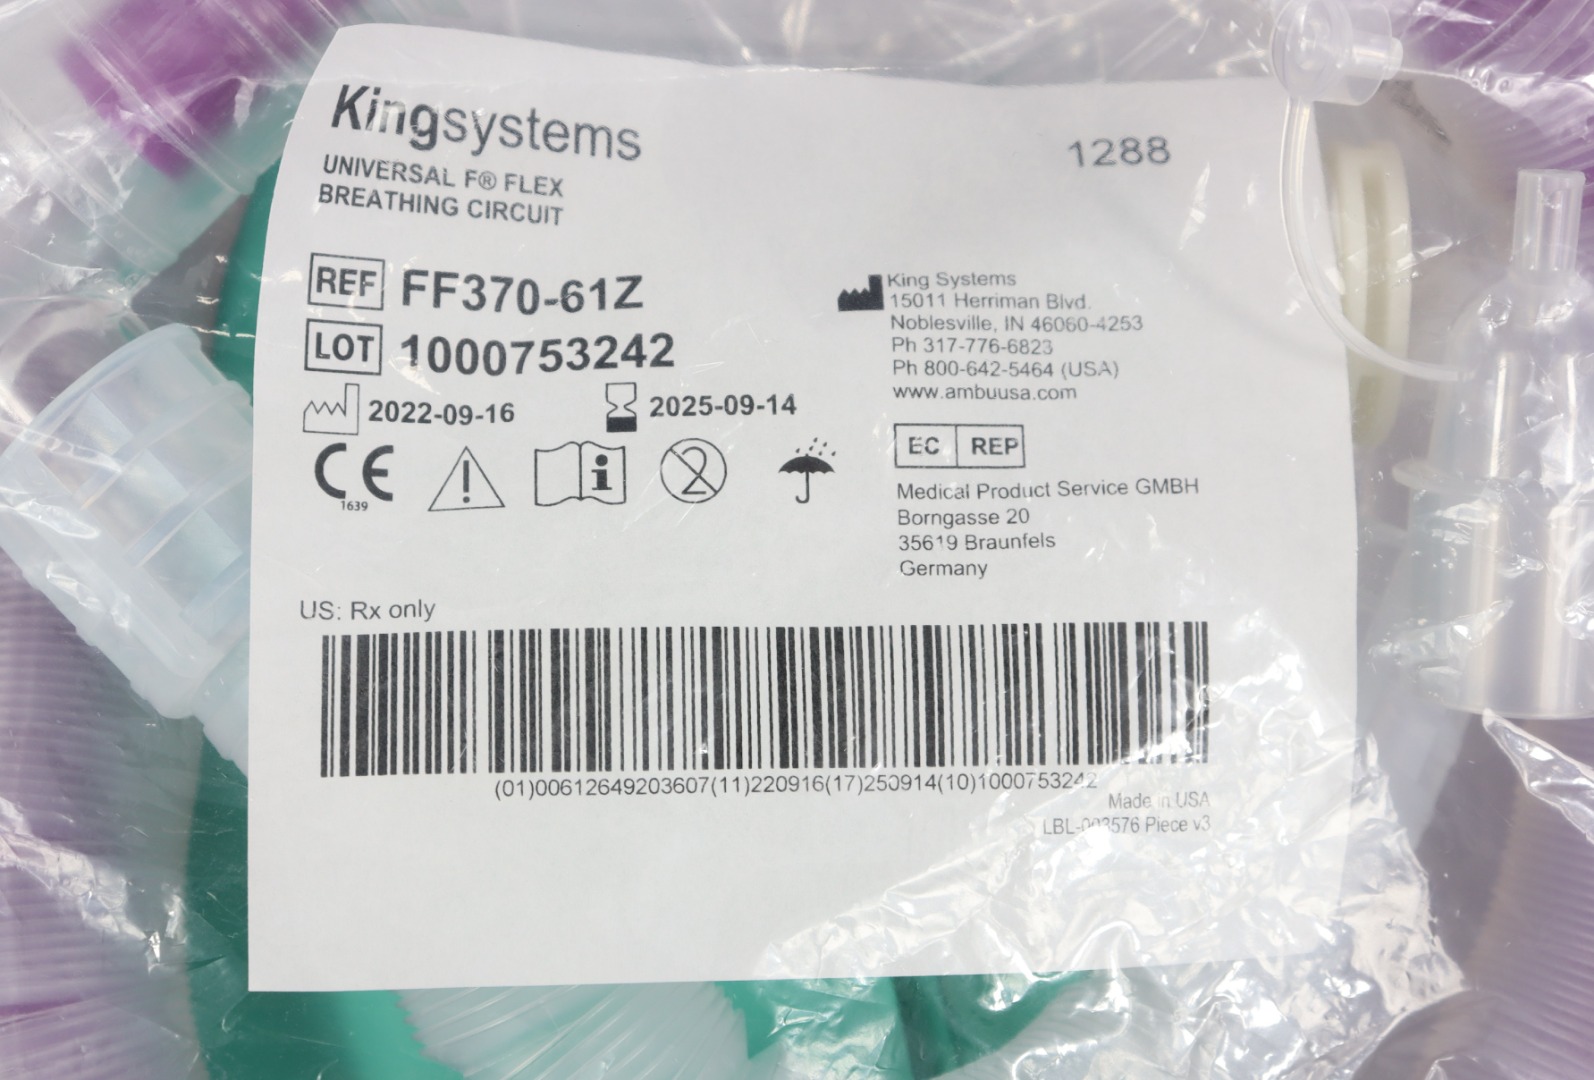 Kingsystems
UNIVERSAL F® FLEX
BREATHING CIRCUIT
1288
REF FF370-61Z
LOT 1000753242
2022-09-16 2025-09-14
CE
1639
2
King Systems
15011 Herriman Blvd.
Noblesville, IN 46060-4253
Ph 317-776-6823
Ph 800-642-5464 (USA)
www.ambuusa.com
EC REP
Medical Product Service GMBH
Borngasse 20
35619 Braunfels
Germany
US: Rx only
(01)00612649203607(11)220916(17)250914(10)1000753242
Made in USA
LBL-003576 Piece v3